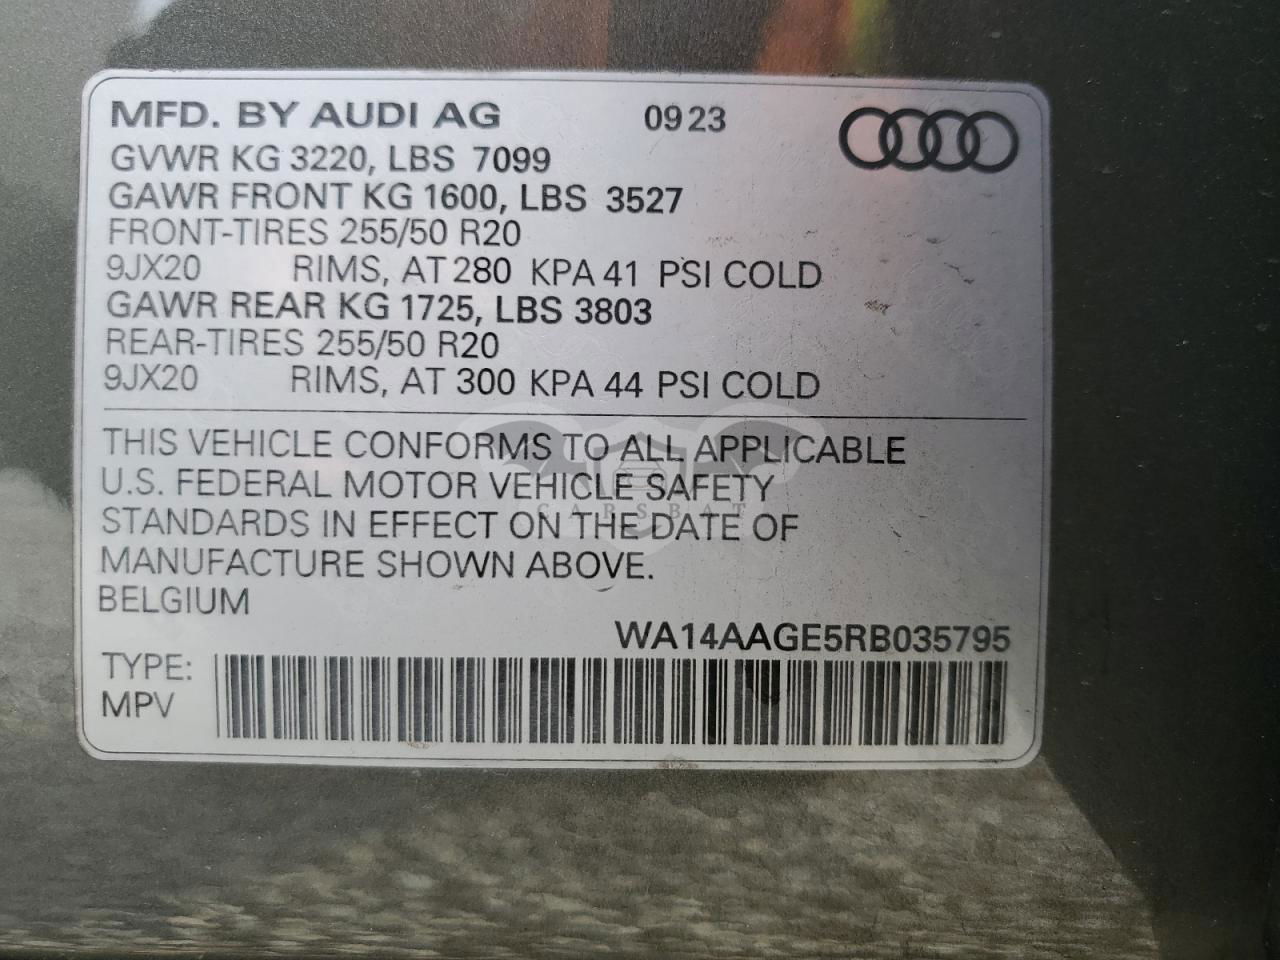 MFD. BY AUDI AG 0923
GVWR KG 3220, LBS 7099
GAWR FRONT KG 1600, LBS 3527
FRONT-TIRES 255/50 R20
9JX20 RIMS, AT 280 KPA 41 PSI COLD
GAWR REAR KG 1725, LBS 3803
REAR-TIRES 255/50 R20
9JX20 RIMS, AT 300 KPA 44 PSI COLD
THIS VEHICLE CONFORMS TO ALL APPLICABLE
U.S. FEDERAL MOTOR VEHICLE SAFETY
CARSBAT
STANDARDS IN EFFECT ON THE DATE OF
MANUFACTURE SHOWN ABOVE.
BELGIUM
WA14AAGE5RB035795
TYPE:
MPV